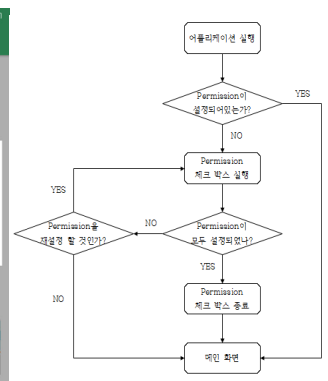 어플리케이션 실행
Permission이
설정되어있는가?
YES
NO
Permission
체크 박스 실행
YES
Permission을
재설정 할 것인가?
NO
Permission이
모두 설정되었나?
YES
NO
Permission
체크 박스 종료
메인 화면